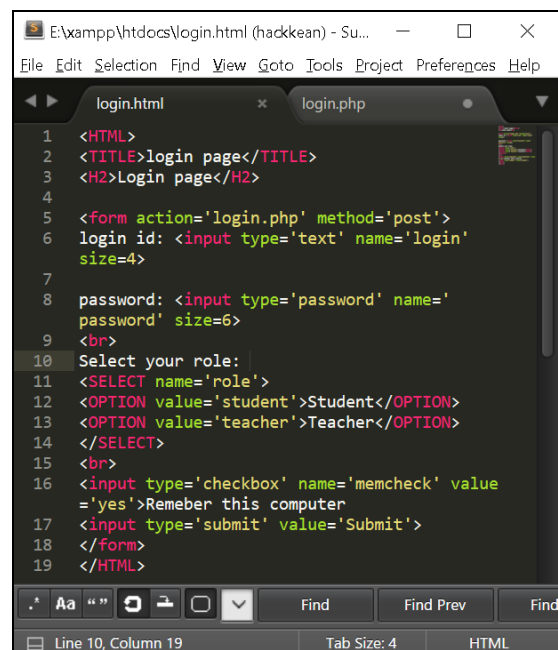 E:\xampp\htdocs\login.html (hackkean) - Su...
File Edit Selection Find View Goto Tools Project Preferences Help
login.html login.php
1 <HTML>
2 <TITLE>login page</TITLE>
3 <H2>Login page</H2>
4
5 <form action='login.php' method='post'>
6 login id: <input type='text' name='login'
size=4>
7
8 password: <input type='password' name='
password' size=6>
9 <br>
10 Select your role:
11 <SELECT name='role'>
12 <OPTION value='student'>Student</OPTION>
13 <OPTION value='teacher'>Teacher</OPTION>
14 </SELECT>
15 <br>
16 <input type='checkbox' name='memcheck' value
='yes'>Remeber this computer
17 <input type='submit' value='Submit'>
18 </form>
19 </HTML>
.* Aa “” Find Find Prev Find
Line 10, Column 19 Tab Size: 4 HTML